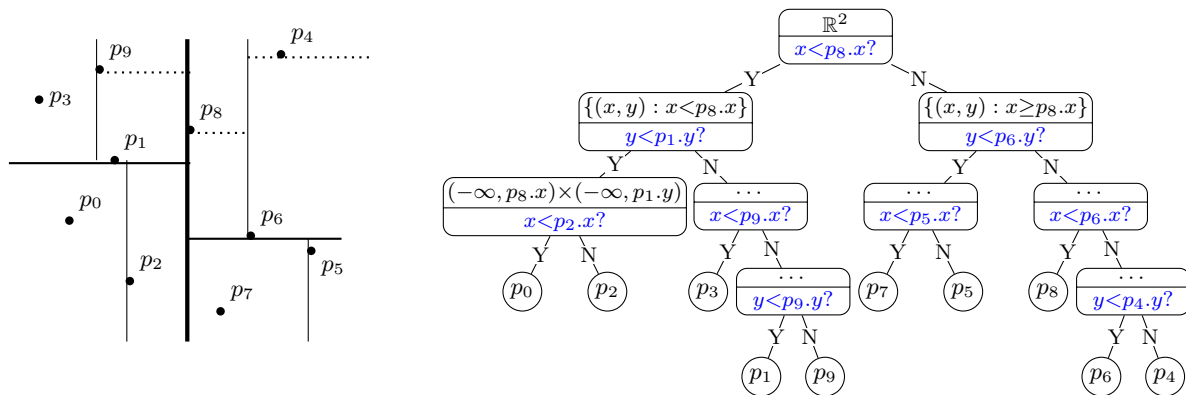 p₉
p₄
p₃
p₈
p₁
p₀
p₆
p₂
p₅
p₇
ℝ²
x<p₈.x?
Y N
{(x, y) : x<p₈.x} {(x, y) : x≥p₈.x}
y<p₁.y? y<p₆.y?
Y N Y N
(−∞, p₈.x)×(−∞, p₁.y) ··· ··· ···
x<p₂.x? x<p₉.x? x<p₅.x? x<p₆.x?
Y N Y N Y N Y N
p₀ p₂ p₃ ··· p₇ p₅ p₈ ···
y<p₉.y? y<p₄.y?
Y N Y N
p₁ p₉ p₆ p₄